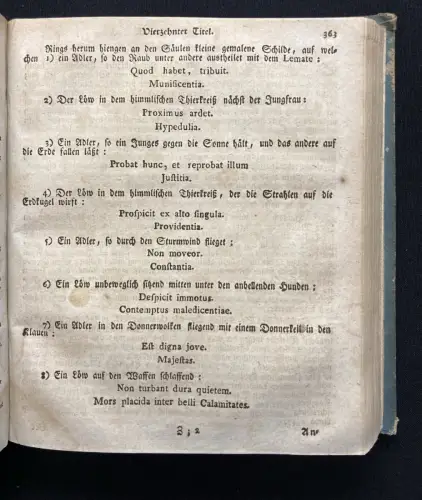 Vierzehnter Titel. 363
Rings herum hiengen an den Säulen kleine gemalene Schilde, auf wel-
chen 1) ein Adler, so den Raub unter andere austheilet mit dem Lemate:
Quod habet, tribuit.
Munificentia.
2) Der Löw in dem himmlischen Thierkreiß nächst der Jungfrau:
Proximus ardet.
Hypedulia.
3) Ein Adler, so ein Junges gegen die Sonne hält, und das andere auf
die Erde fallen läßt:
Probat hunc, et reprobat illum
Juſtitia.
4) Der Löw in dem himmlischen Thierkreiß, der die Strahlen auf die
Erdkugel wirft:
Proſpicit ex alto ſingula.
Providentia.
5) Ein Adler, so durch den Sturmwind flieget:
Non moveor.
Conſtantia.
6) Ein Löw unbeweglich sitzend mitten unter den anbellenden Hunden:
Deſpicit immotus.
Contemptus maledicentiae.
7) Ein Adler in den Donnerwolken fliegend mit einem Donnerkeil in den
Klauen:
Eſt digna jove.
Majeſtas.
8) Ein Löw auf den Waffen schlaffend:
Non turbant dura quietem.
Mors placida inter belli Calamitates.
Z z 2 An-